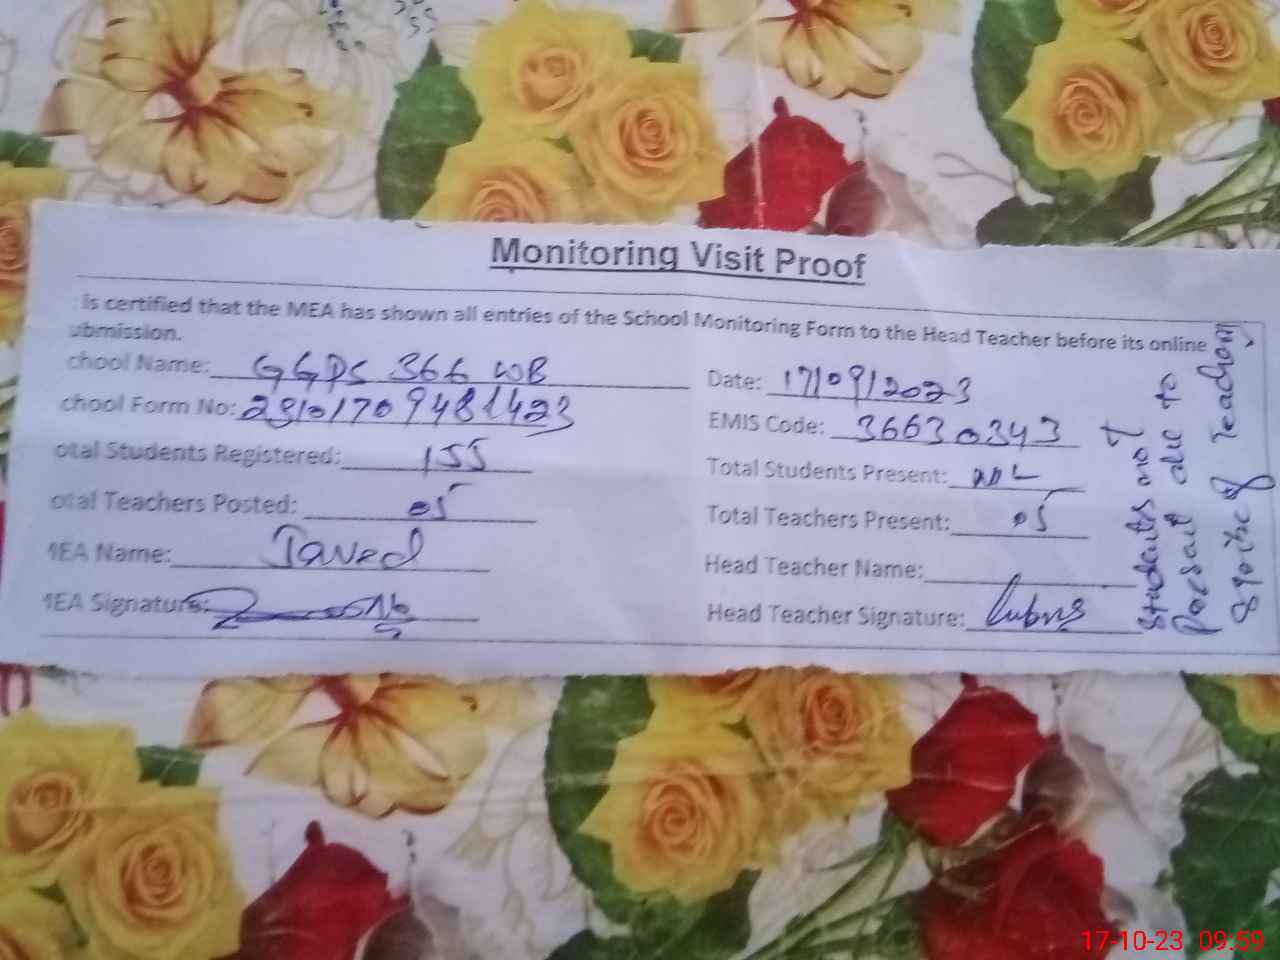 Monitoring Visit Proof
is certified that the MEA has shown all entries of the School Monitoring Form to the Head Teacher before its online
ubmission.
chool Name: GGPS 366 WB
Date: 17/09/2023
chool Form No:
EMIS Code: 36630343
otal Students Registered: 155
Total Students Present: NIL
otal Teachers Posted: 05
Total Teachers Present: 05
MEA Name: Javed
Head Teacher Name:
MEA Signature:
Head Teacher Signature:
Students not
due to
of Teachers
17-10-23 09:59